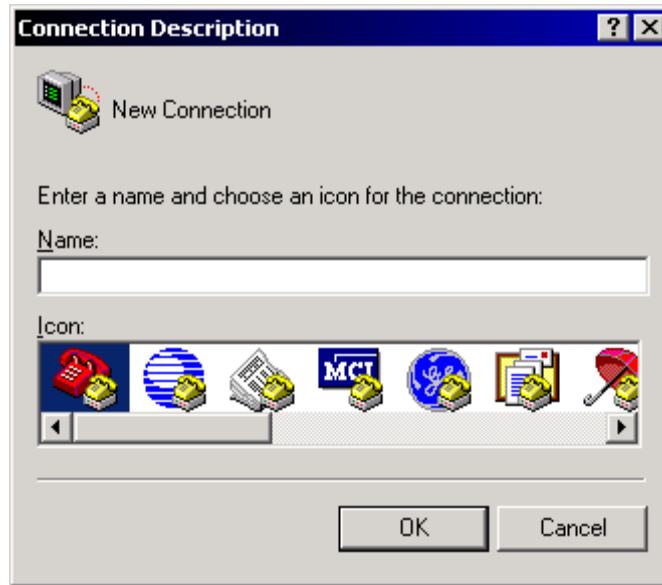 Connection Description
New Connection
Enter a name and choose an icon for the connection:
Name:
Icon:
MCI
OK Cancel